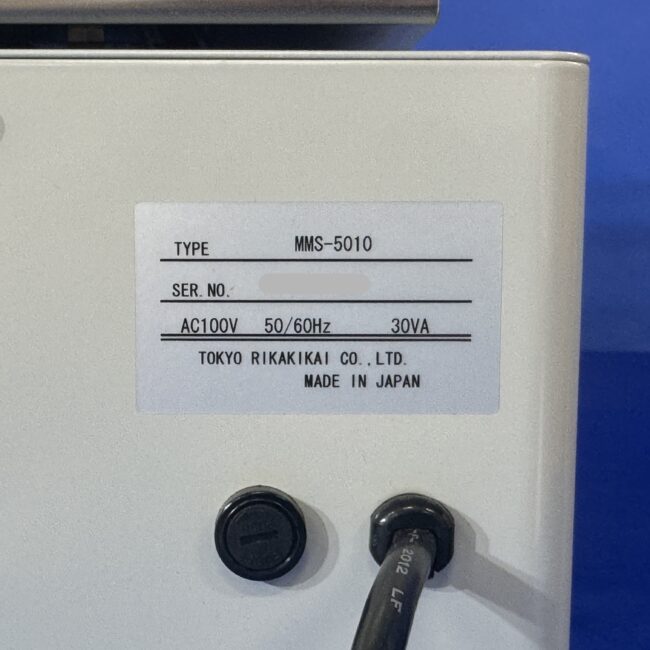 TYPE MMS-5010
SER. NO.
AC100V 50/60Hz 30VA
TOKYO RIKAKIKAI CO.,LTD.
MADE IN JAPAN
2012 LF